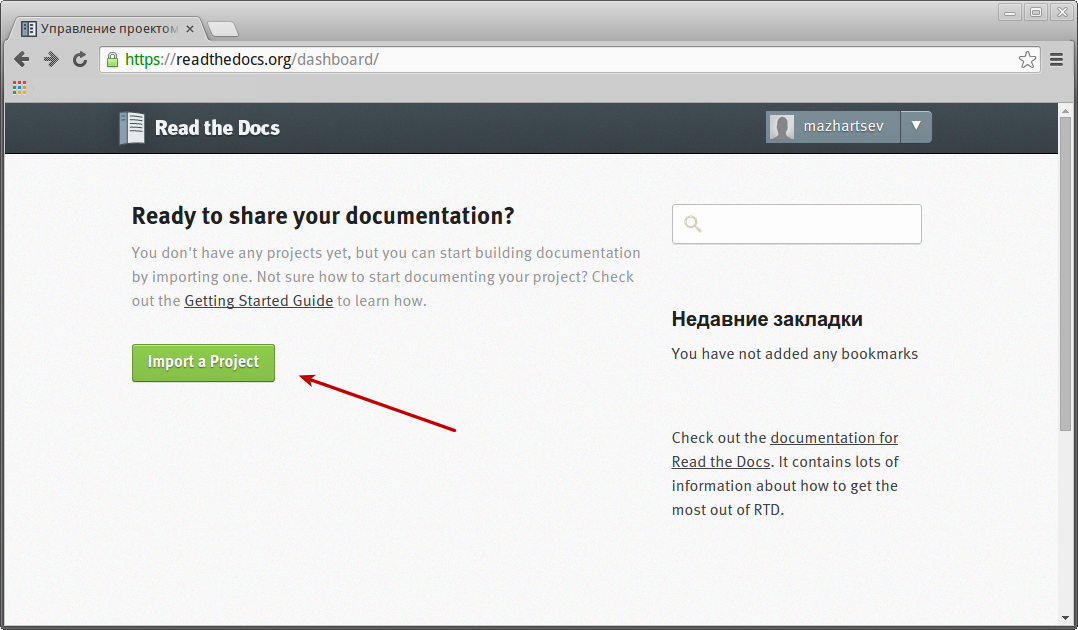 Управление проектом
https://readthedocs.org/dashboard/
Read the Docs
mazhartsev
Ready to share your documentation?
You don't have any projects yet, but you can start building documentation
by importing one. Not sure how to start documenting your project? Check
out the Getting Started Guide to learn how.
Import a Project
Недавние закладки
You have not added any bookmarks
Check out the documentation for
Read the Docs. It contains lots of
information about how to get the
most out of RTD.